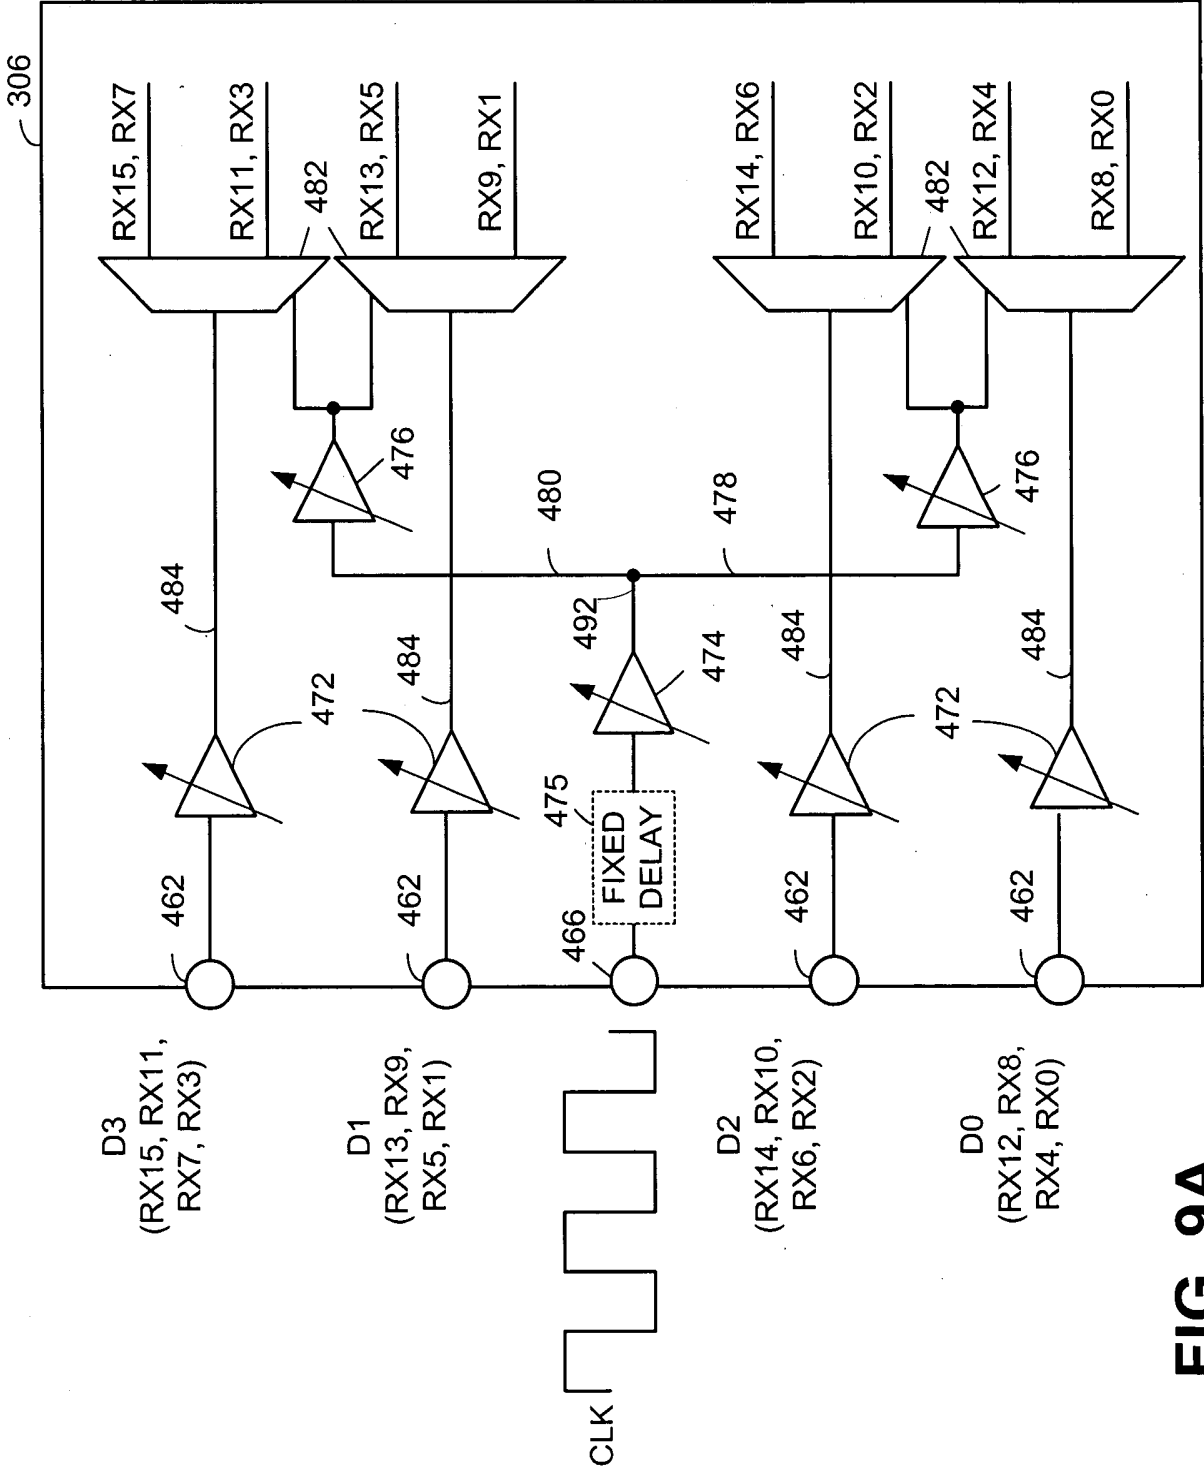 306
RX15, RX7
RX11, RX3
482
RX13, RX5
RX9, RX1
RX14, RX6
RX10, RX2
482
RX12, RX4
RX8, RX0
476
476
480
478
492
474
484
484
484
484
472
472
475
FIXED
DELAY
462
462
466
462
462
D3
(RX15, RX11,
RX7, RX3)
D1
(RX13, RX9,
RX5, RX1)
D2
(RX14, RX10,
RX6, RX2)
D0
(RX12, RX8,
RX4, RX0)
CLK
FIG. 9A